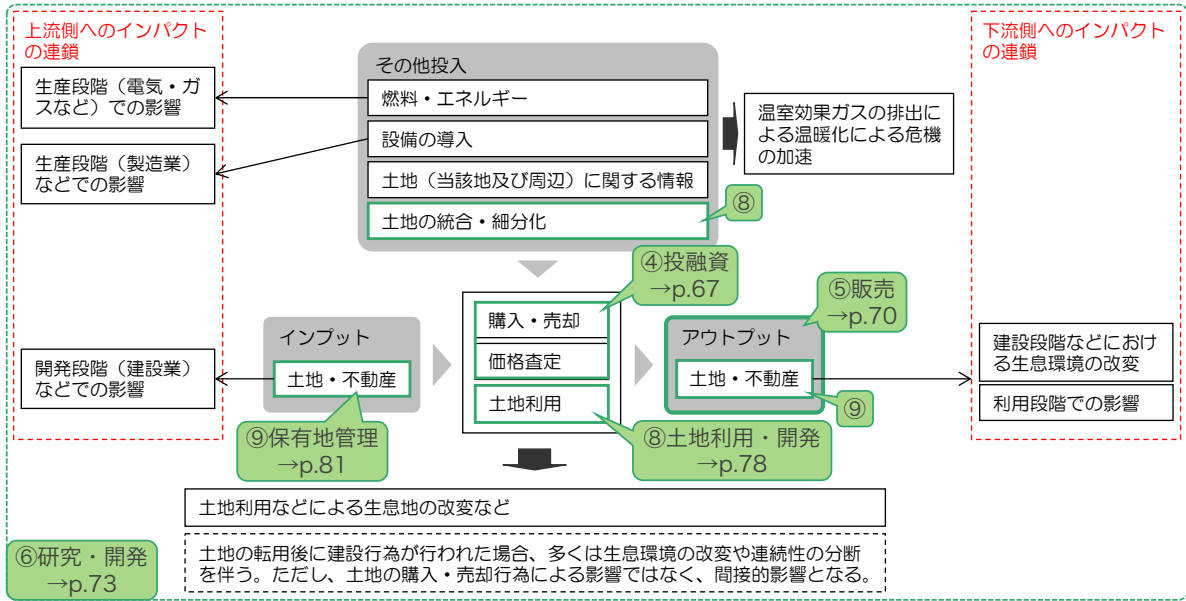 上流側へのインパクト
の連鎖
生産段階（電気・ガ
スなど）での影響
生産段階（製造業）
などでの影響
開発段階（建設業）
などでの影響
その他投入
燃料・エネルギー
設備の導入
土地（当該地及び周辺）に関する情報
土地の統合・細分化
⑧
温室効果ガスの排出に
よる温暖化による危機
の加速
下流側へのインパクト
の連鎖
建設段階などにおけ
る生息環境の改変
利用段階での影響
④投融資
→p.67
⑤販売
→p.70
インプット
土地・不動産
⑨保有地管理
→p.81
購入・売却
価格査定
土地利用
⑧土地利用・開発
→p.78
アウトプット
土地・不動産
⑨
土地利用などによる生息地の改変など
土地の転用後に建設行為が行われた場合、多くは生息環境の改変や連続性の分断
を伴う。ただし、土地の購入・売却行為による影響ではなく、間接的影響となる。
⑥研究・開発
→p.73